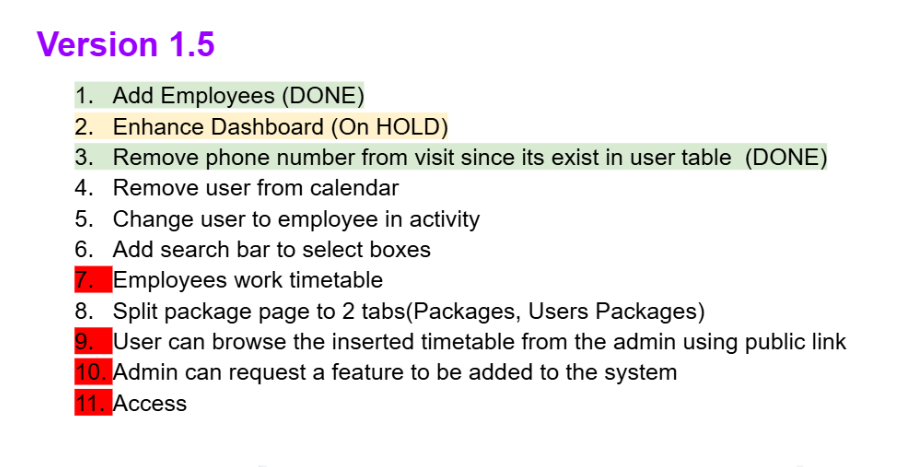 Version 1.5
1. Add Employees (DONE)
2. Enhance Dashboard (On HOLD)
3. Remove phone number from visit since its exist in user table (DONE)
4. Remove user from calendar
5. Change user to employee in activity
6. Add search bar to select boxes
7. Employees work timetable
8. Split package page to 2 tabs(Packages, Users Packages)
9. User can browse the inserted timetable from the admin using public link
10. Admin can request a feature to be added to the system
11. Access